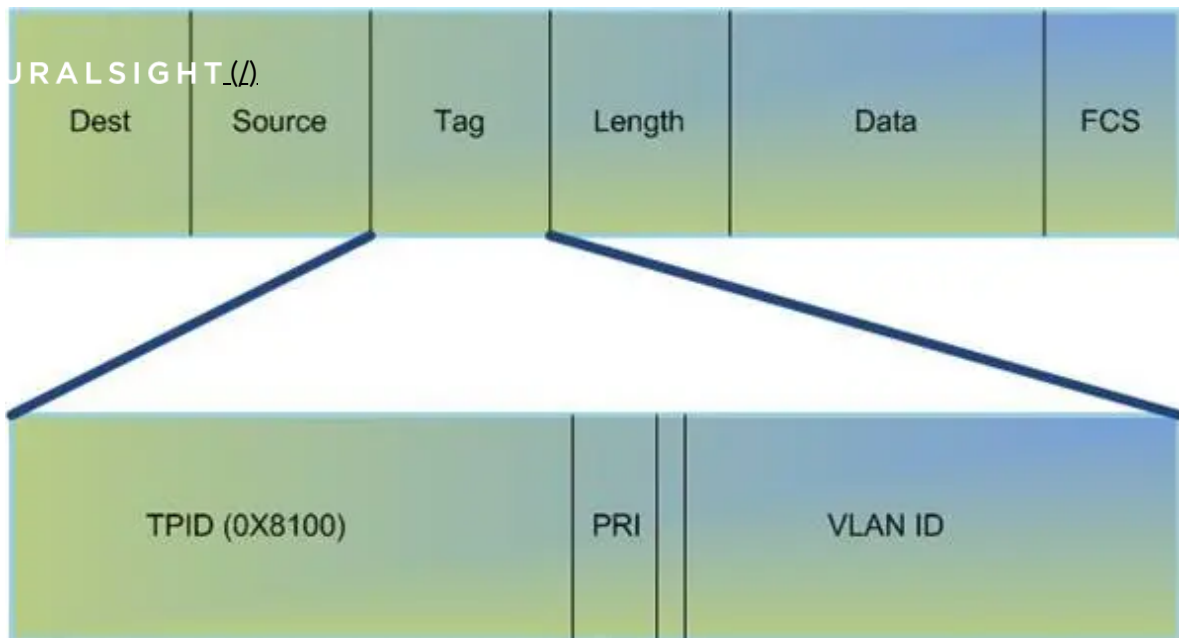 URALSIGHT (/)
Dest Source Tag Length Data FCS
TPID (0X8100) PRI VLAN ID